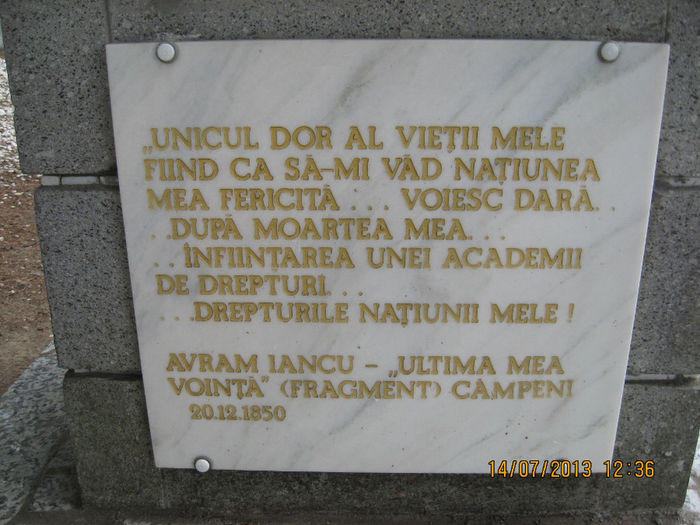 „UNICUL DOR AL VIEȚII MELE
FIIND CA SĂ-MI VĂD NAȚIUNEA
MEA FERICITĂ . . . VOIESC DARĂ. .
. .DUPĂ MOARTEA MEA. . .
. . ÎNFIINȚAREA UNEI ACADEMII
DE DREPTURI. . .
. . .DREPTURILE NAȚIUNII MELE !
AVRAM IANCU – „ULTIMA MEA
VOINȚĂ” (FRAGMENT) CÂMPENI
20.12.1850
14/07/2013 12:36